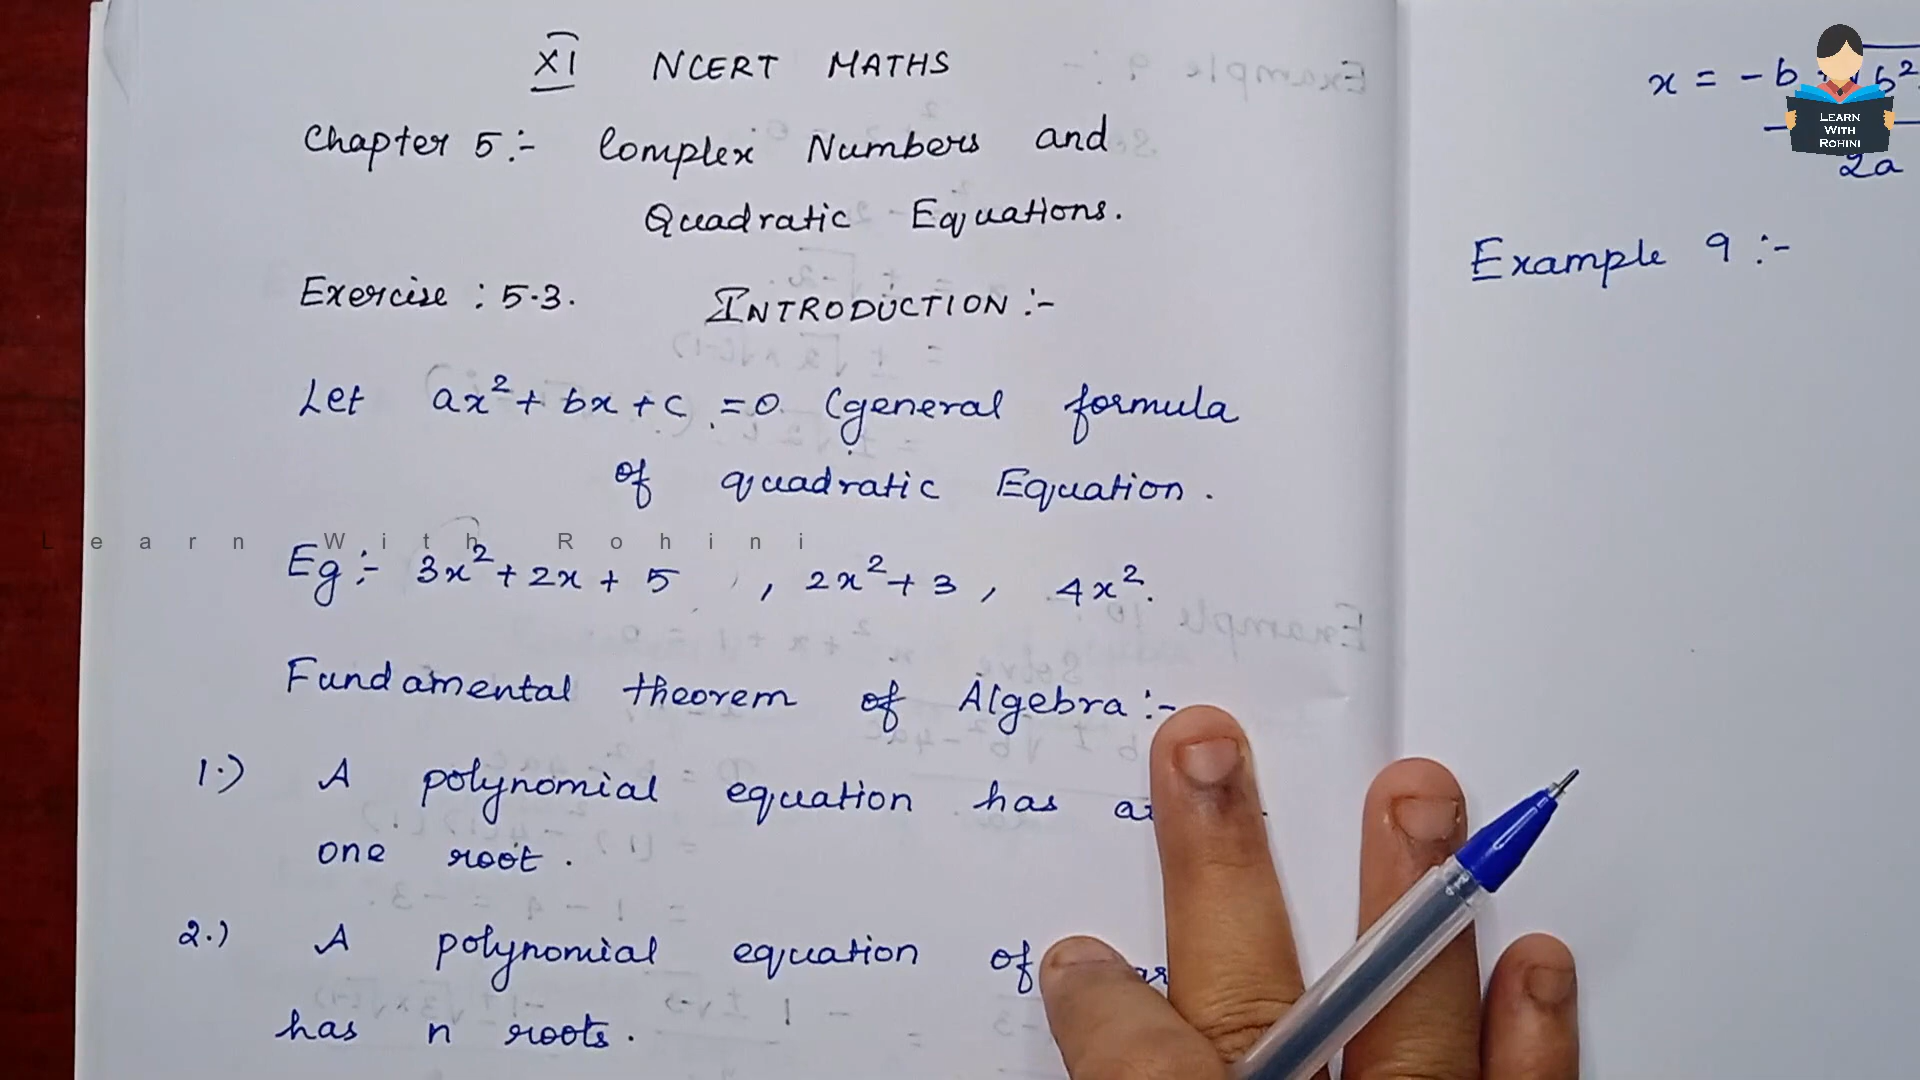 XI NCERT MATHS
Chapter 5:- Complex Numbers and
Quadratic Equations.
Exercise : 5.3. INTRODUCTION :-
Let ax² + bx + c = 0 (general formula
of quadratic Equation.
Eg :- 3x² + 2x + 5 , 2x² + 3 , 4x².
Fundamental theorem of Algebra :-
1.) A polynomial equation has
one root.
2.) A polynomial equation of
has n roots.
x = -b b²
2a
Example 9 :-
LEARN
WITH
ROHINI
Learn With Rohini